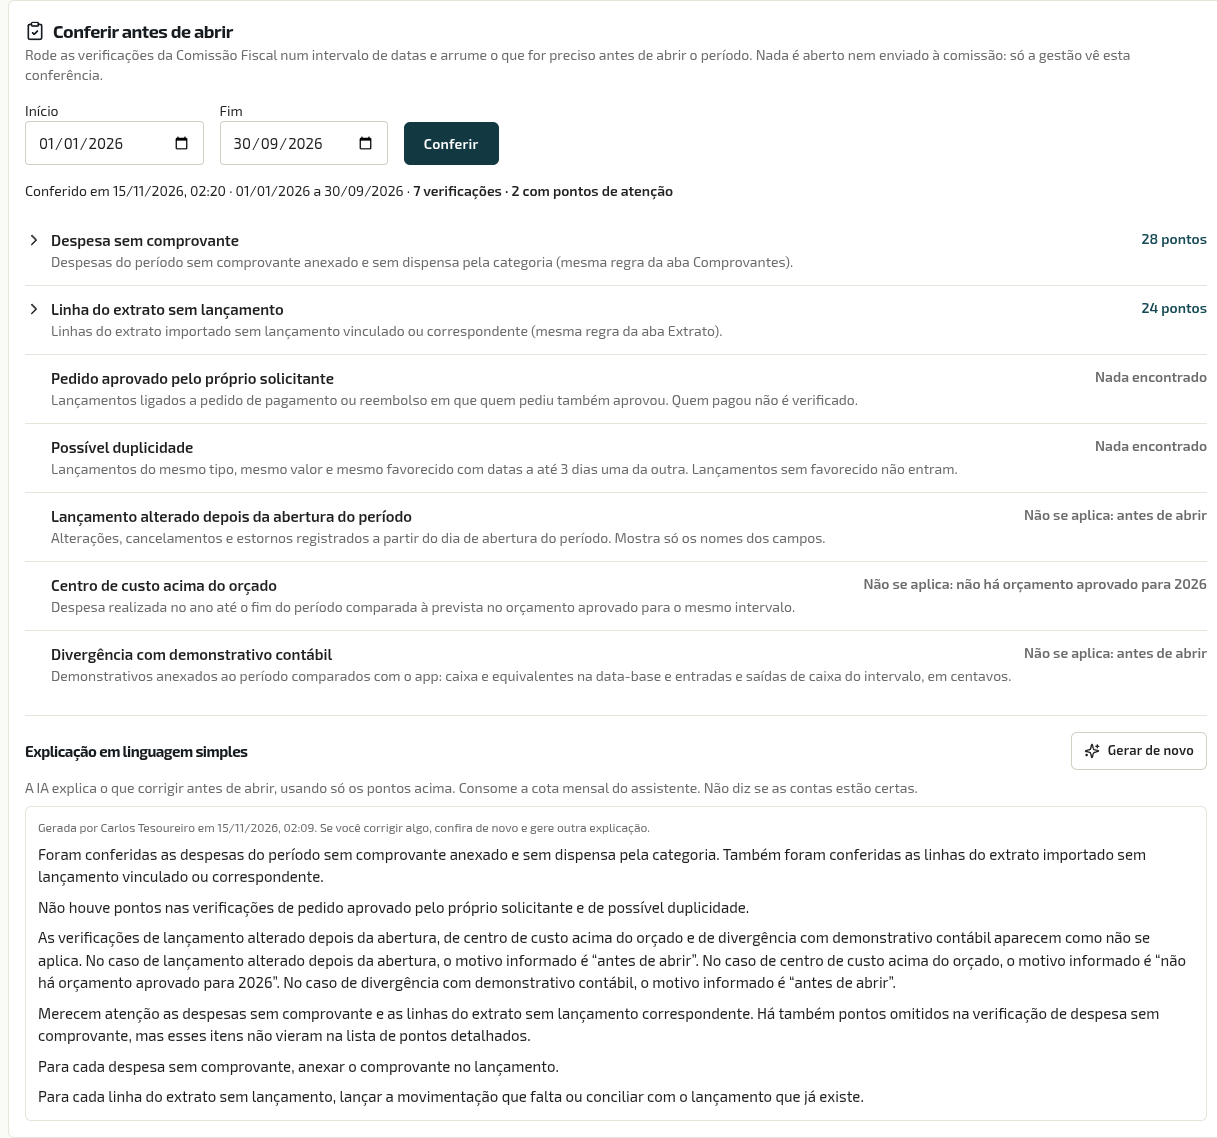 Conferir antes de abrir
Rode as verificações da Comissão Fiscal num intervalo de datas e arrume o que for preciso antes de abrir o período. Nada é aberto nem enviado à comissão: só a gestão vê esta
conferência.
Início
Fim
01/01/2026
30/09/2026
Conferir
Conferido em 15/11/2026, 02:20 · 01/01/2026 a 30/09/2026 · 7 verificações · 2 com pontos de atenção
Despesa sem comprovante
28 pontos
Despesas do período sem comprovante anexado e sem dispensa pela categoria (mesma regra da aba Comprovantes).
Linha do extrato sem lançamento
24 pontos
Linhas do extrato importado sem lançamento vinculado ou correspondente (mesma regra da aba Extrato).
Pedido aprovado pelo próprio solicitante
Nada encontrado
Lançamentos ligados a pedido de pagamento ou reembolso em que quem pediu também aprovou. Quem pagou não é verificado.
Possível duplicidade
Nada encontrado
Lançamentos do mesmo tipo, mesmo valor e mesmo favorecido com datas a até 3 dias uma da outra. Lançamentos sem favorecido não entram.
Lançamento alterado depois da abertura do período
Não se aplica: antes de abrir
Alterações, cancelamentos e estornos registrados a partir do dia de abertura do período. Mostra só os nomes dos campos.
Centro de custo acima do orçado
Não se aplica: não há orçamento aprovado para 2026
Despesa realizada no ano até o fim do período comparada à prevista no orçamento aprovado para o mesmo intervalo.
Divergência com demonstrativo contábil
Não se aplica: antes de abrir
Demonstrativos anexados ao período comparados com o app: caixa e equivalentes na data-base e entradas e saídas de caixa do intervalo, em centavos.
Explicação em linguagem simples
Gerar de novo
A IA explica o que corrigir antes de abrir, usando só os pontos acima. Consome a cota mensal do assistente. Não diz se as contas estão certas.
Gerada por Carlos Tesoureiro em 15/11/2026, 02:09. Se você corrigir algo, confira de novo e gere outra explicação.
Foram conferidas as despesas do período sem comprovante anexado e sem dispensa pela categoria. Também foram conferidas as linhas do extrato importado sem
lançamento vinculado ou correspondente.
Não houve pontos nas verificações de pedido aprovado pelo próprio solicitante e de possível duplicidade.
As verificações de lançamento alterado depois da abertura, de centro de custo acima do orçado e de divergência com demonstrativo contábil aparecem como não se
aplica. No caso de lançamento alterado depois da abertura, o motivo informado é “antes de abrir”. No caso de centro de custo acima do orçado, o motivo informado é “não
há orçamento aprovado para 2026”. No caso de divergência com demonstrativo contábil, o motivo informado é “antes de abrir”.
Merecem atenção as despesas sem comprovante e as linhas do extrato sem lançamento correspondente. Há também pontos omitidos na verificação de despesa sem
comprovante, mas esses itens não vieram na lista de pontos detalhados.
Para cada despesa sem comprovante, anexar o comprovante no lançamento.
Para cada linha do extrato sem lançamento, lançar a movimentação que falta ou conciliar com o lançamento que já existe.